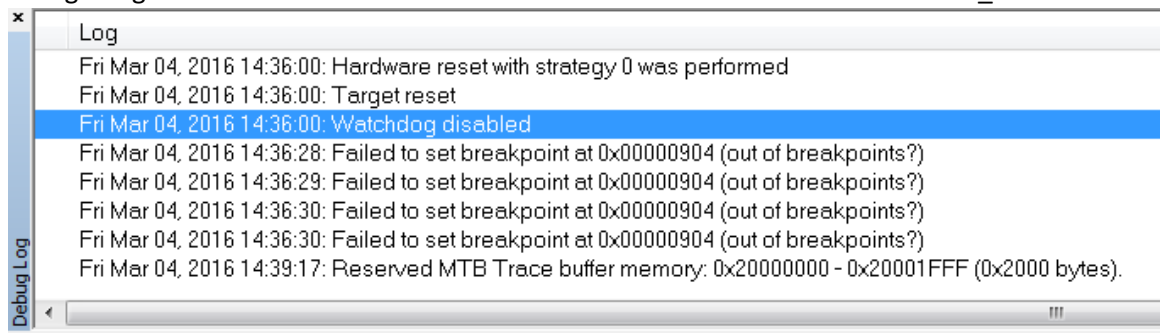 Log
Fri Mar 04, 2016 14:36:00: Hardware reset with strategy 0 was performed
Fri Mar 04, 2016 14:36:00: Target reset
Fri Mar 04, 2016 14:36:00: Watchdog disabled
Fri Mar 04, 2016 14:36:28: Failed to set breakpoint at 0x00000904 (out of breakpoints?)
Fri Mar 04, 2016 14:36:29: Failed to set breakpoint at 0x00000904 (out of breakpoints?)
Fri Mar 04, 2016 14:36:30: Failed to set breakpoint at 0x00000904 (out of breakpoints?)
Fri Mar 04, 2016 14:36:30: Failed to set breakpoint at 0x00000904 (out of breakpoints?)
Fri Mar 04, 2016 14:39:17: Reserved MTB Trace buffer memory: 0x20000000 - 0x20001FFF (0x2000 bytes).
Debug Log